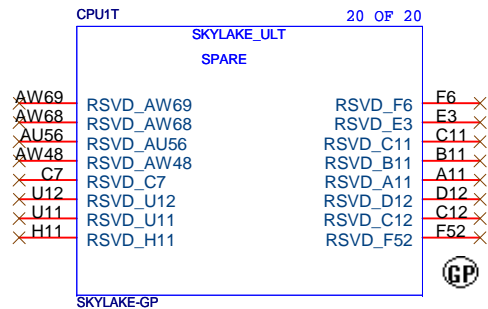 CPU1T 20 OF 20
SKYLAKE_ULT
SPARE
AW69 RSVD_AW69 RSVD_F6 F6
AW68 RSVD_AW68 RSVD_E3 E3
AU56 RSVD_AU56 RSVD_C11 C11
AW48 RSVD_AW48 RSVD_B11 B11
C7 RSVD_C7 RSVD_A11 A11
U12 RSVD_U12 RSVD_D12 D12
U11 RSVD_U11 RSVD_C12 C12
H11 RSVD_H11 RSVD_F52 F52
GP
SKYLAKE-GP